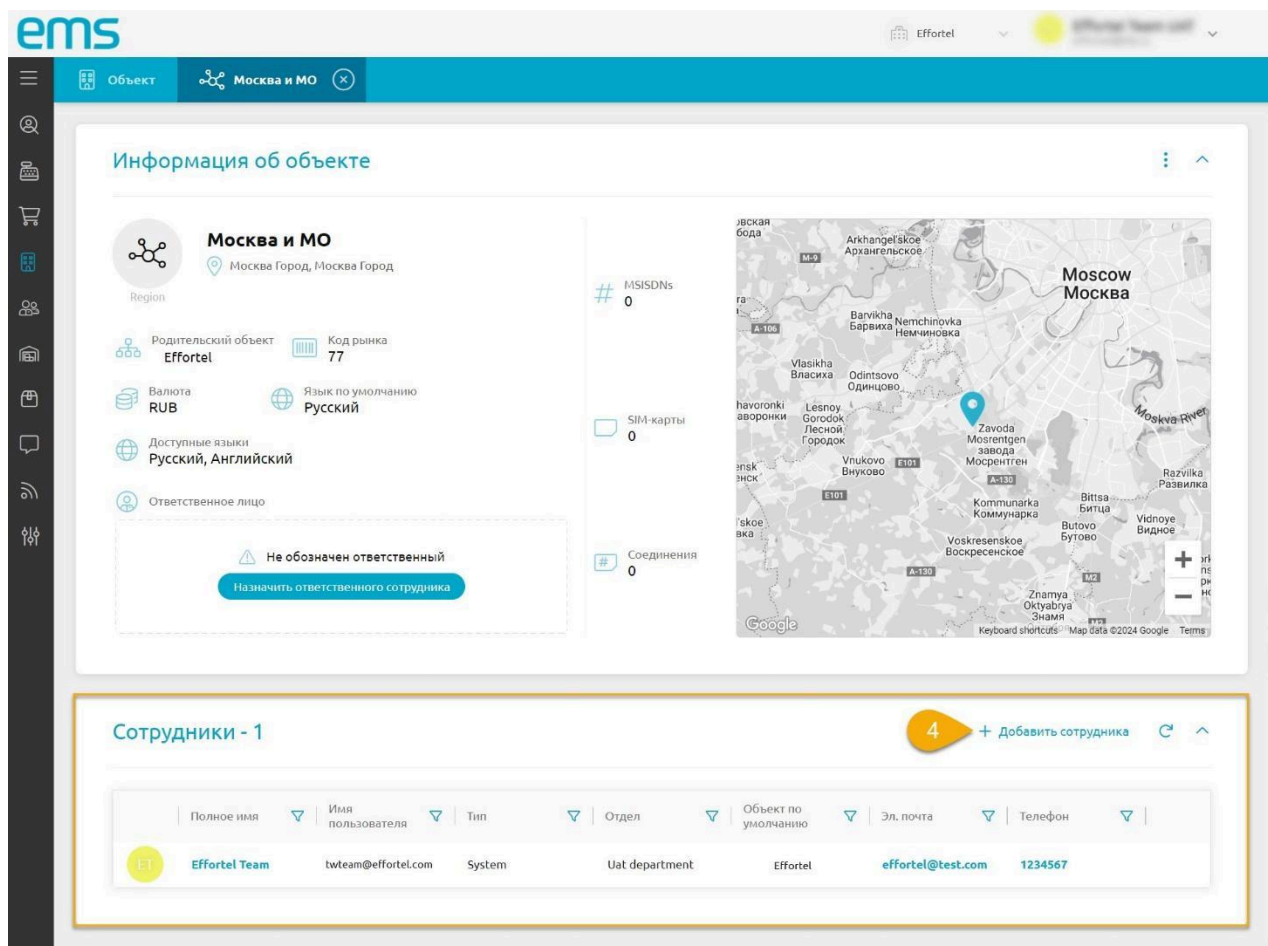 ems
Effortel
Объект
Москва и МО
Информация об объекте
Москва и МО
Москва Город, Москва Город
Region
Родительский объект
Effortel
Код рынка
77
Валюта
RUB
Язык по умолчанию
Русский
Доступные языки
Русский, Английский
Ответственное лицо
Не обозначен ответственный
Назначить ответственного сотрудника
MSISDNs
0
SIM-карты
0
Соединения
0
Arkhangel'skoe
Архангельское
M-9
Moscow
Москва
A-106
Barvikha
Барвиха
Nemchinovka
Немчиновка
Vlasikha
Власиха
Odintsovo
Одинцово
havoronki
аворонки
Lesnoy
Gorodok
Лесной
Городок
Moskva River
Zavoda
Mosrentgen
завода
Мосрентген
Vnukovo
Внуково
E101
A-130
Razvilka
Развилка
E101
Kommunarka
Коммунарка
Bittsa
Битца
Butovo
Бутово
Vidnoye
Видное
Voskresenskoe
Воскресенское
A-130
M2
Znamya
Oktyabrya
Знамя
Google
Keyboard shortcuts
Map data ©2024 Google
Terms
Сотрудники - 1
4
+ Добавить сотрудника
Полное имя
Имя
пользователя
Тип
Отдел
Объект по
умолчанию
Эл. почта
Телефон
ET
Effortel Team
twteam@effortel.com
System
Uat department
Effortel
effortel@test.com
1234567